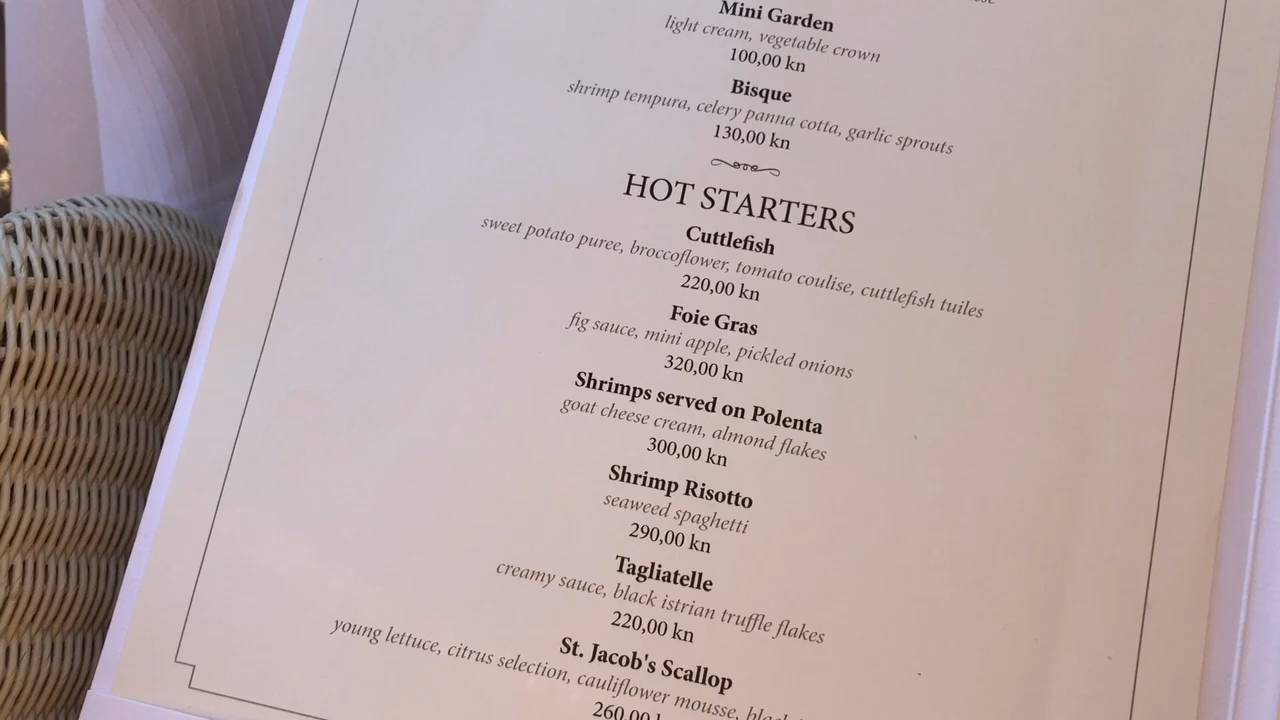 Mini Garden
light cream, vegetable crown
100,00 kn
Bisque
shrimp tempura, celery panna cotta, garlic sprouts
130,00 kn
HOT STARTERS
Cuttlefish
sweet potato puree, broccoflower, tomato coulise, cuttlefish tuiles
220,00 kn
Foie Gras
fig sauce, mini apple, pickled onions
320,00 kn
Shrimps served on Polenta
goat cheese cream, almond flakes
300,00 kn
Shrimp Risotto
seaweed spaghetti
290,00 kn
Tagliatelle
creamy sauce, black istrian truffle flakes
220,00 kn
St. Jacob's Scallop
young lettuce, citrus selection, cauliflower mousse,
260,00